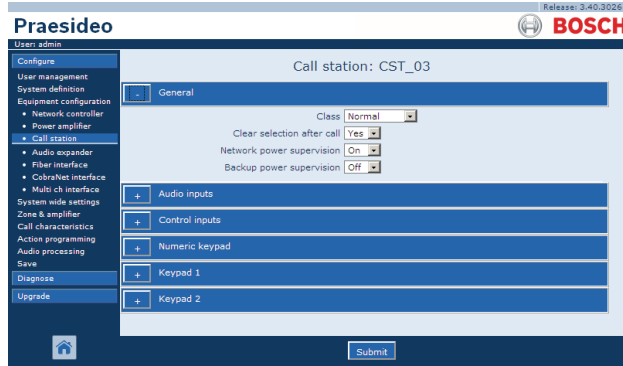 Release: 3.40.3026
Praesideo
BOSCH
User: admin
Configure
User management
System definition
Equipment configuration
• Network controller
• Power amplifier
• Call station
• Audio expander
• Fiber interface
• CobraNet interface
• Multi ch interface
System wide settings
Zone & amplifier
Call characteristics
Action programming
Audio processing
Save
Diagnose
Upgrade
Call station: CST_03
- General
Class Normal
Clear selection after call Yes
Network power supervision On
Backup power supervision Off
+ Audio inputs
+ Control inputs
+ Numeric keypad
+ Keypad 1
+ Keypad 2
Submit